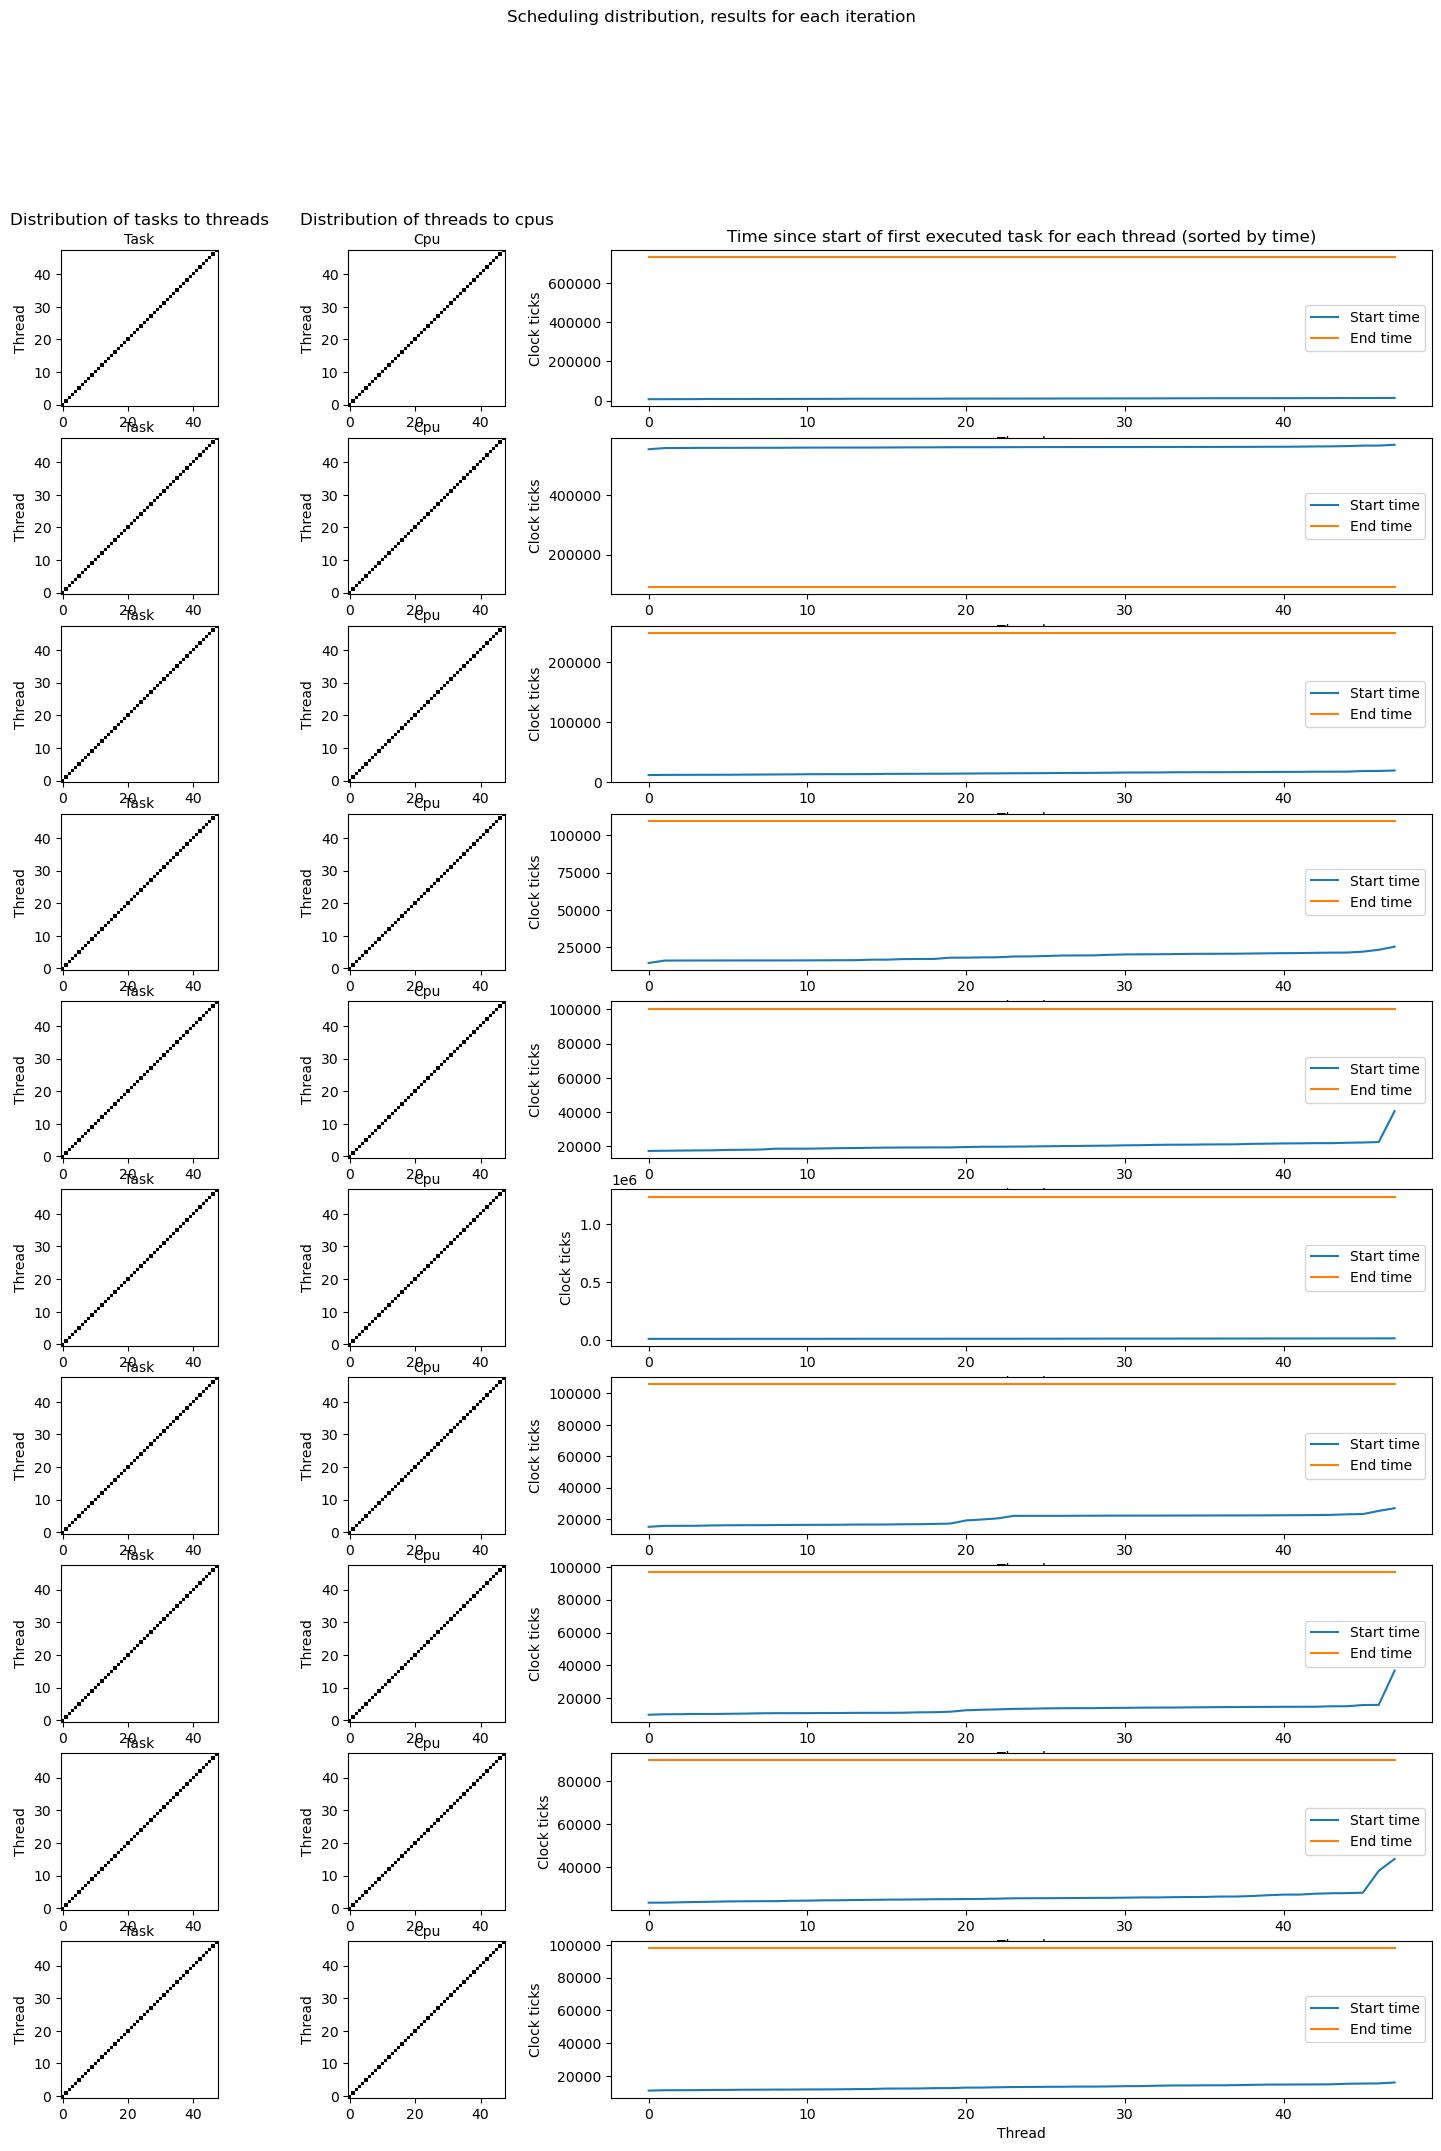 Scheduling distribution, results for each iteration
Distribution of tasks to threads
Distribution of threads to cpus
Time since start of first executed task for each thread (sorted by time)
Task
Thread
40
30
20
10
0
0 20 40
Cpu
Thread
40
30
20
10
0
0 20 40
Clock ticks
600000
400000
200000
0
0 10 20 30 40
Start time
End time
Task
Thread
40
30
20
10
0
0 20 40
Cpu
Thread
40
30
20
10
0
0 20 40
Clock ticks
400000
200000
0 10 20 30 40
Start time
End time
Task
Thread
40
30
20
10
0
0 20 40
Cpu
Thread
40
30
20
10
0
0 20 40
Clock ticks
200000
100000
0
0 10 20 30 40
Start time
End time
Task
Thread
40
30
20
10
0
0 20 40
Cpu
Thread
40
30
20
10
0
0 20 40
Clock ticks
100000
75000
50000
25000
0 10 20 30 40
Start time
End time
Task
Thread
40
30
20
10
0
0 20 40
Cpu
Thread
40
30
20
10
0
0 20 40
Clock ticks
100000
80000
60000
40000
20000
0 10 20 30 40
Start time
End time
Task
Thread
40
30
20
10
0
0 20 40
Cpu
Thread
40
30
20
10
0
0 20 40
1e6
Clock ticks
1.0
0.5
0.0
0 10 20 30 40
Start time
End time
Task
Thread
40
30
20
10
0
0 20 40
Cpu
Thread
40
30
20
10
0
0 20 40
Clock ticks
100000
80000
60000
40000
20000
0 10 20 30 40
Start time
End time
Task
Thread
40
30
20
10
0
0 20 40
Cpu
Thread
40
30
20
10
0
0 20 40
Clock ticks
100000
80000
60000
40000
20000
0 10 20 30 40
Start time
End time
Task
Thread
40
30
20
10
0
0 20 40
Cpu
Thread
40
30
20
10
0
0 20 40
Clock ticks
80000
60000
40000
0 10 20 30 40
Start time
End time
Task
Thread
40
30
20
10
0
0 20 40
Cpu
Thread
40
30
20
10
0
0 20 40
Clock ticks
100000
80000
60000
40000
20000
0 10 20 30 40
Start time
End time
Thread